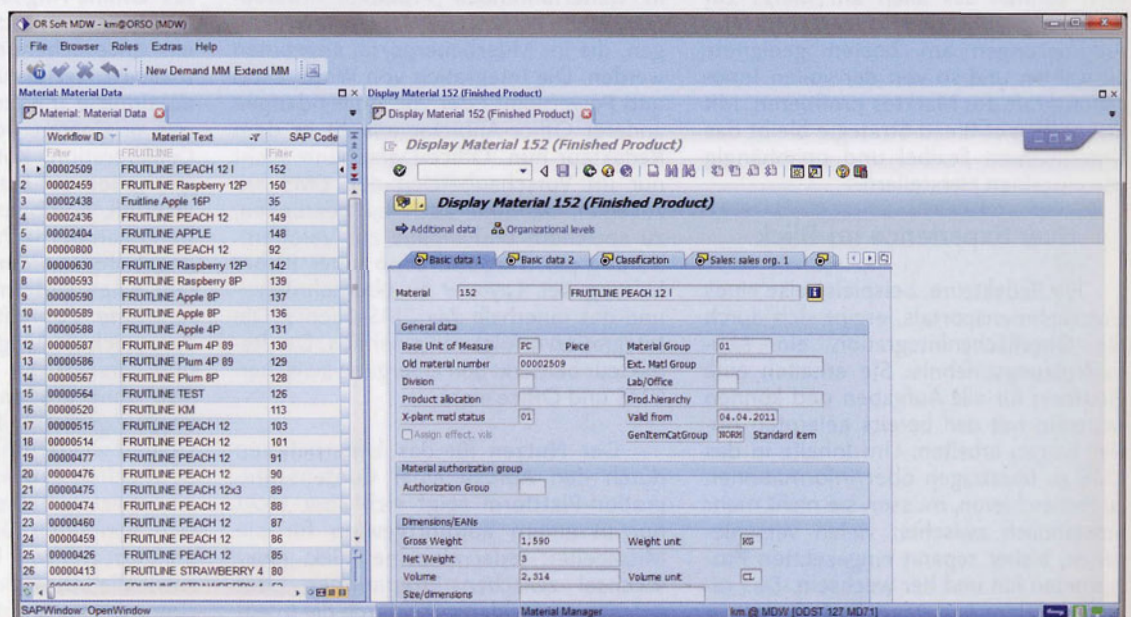 OR Soft MDW - km@ORSO (MDW)
File Browser Roles Extras Help
New Demand MM Extend MM
Material: Material Data
Material: Material Data
Workflow ID Material Text SAP Code
Filter FRUITLINE Filter
1 00002509 FRUITLINE PEACH 12 l 152
2 00002459 FRUITLINE Raspberry 12P 150
3 00002438 Fruitline Apple 16P 35
4 00002436 FRUITLINE PEACH 12 149
5 00002404 FRUITLINE APPLE 148
6 00000800 FRUITLINE PEACH 12 92
7 00000630 FRUITLINE Raspberry 12P 142
8 00000593 FRUITLINE Raspberry 8P 139
9 00000590 FRUITLINE Apple 8P 137
10 00000589 FRUITLINE Apple 8P 136
11 00000588 FRUITLINE Apple 4P 131
12 00000587 FRUITLINE Plum 4P 89 130
13 00000586 FRUITLINE Plum 4P 89 129
14 00000567 FRUITLINE Plum 8P 128
15 00000564 FRUITLINE TEST 126
16 00000520 FRUITLINE KM 113
17 00000515 FRUITLINE PEACH 12 103
18 00000514 FRUITLINE PEACH 12 101
19 00000477 FRUITLINE PEACH 12 91
20 00000476 FRUITLINE PEACH 12 90
21 00000475 FRUITLINE PEACH 12x3 89
22 00000474 FRUITLINE PEACH 12 88
23 00000460 FRUITLINE PEACH 12 87
24 00000459 FRUITLINE PEACH 12 86
25 00000426 FRUITLINE PEACH 12 85
26 00000413 FRUITLINE STRAWBERRY 4 80
Display Material 152 (Finished Product)
Display Material 152 (Finished Product)
Display Material 152 (Finished Product)
Display Material 152 (Finished Product)
Additional data Organizational levels
Basic data 1 Basic data 2 Classification Sales: sales org. 1
Material 152 FRUITLINE PEACH 12 l
General data
Base Unit of Measure PC Piece Material Group 01
Old material number 00002509 Ext. Matl Group
Division Lab/Office
Product allocation Prod.hierarchy
X-plant matl status 01 Valid from 04.04.2011
Assign effect. vals GenItemCatGroup NORM Standard item
Material authorization group
Authorization Group
Dimensions/EANs
Gross Weight 1,590 Weight unit KG
Net Weight 3
Volume 2,314 Volume unit CL
Size/dimensions
SAPWindow: OpenWindow Material Manager km @ MDW [ODST 127 MD71]